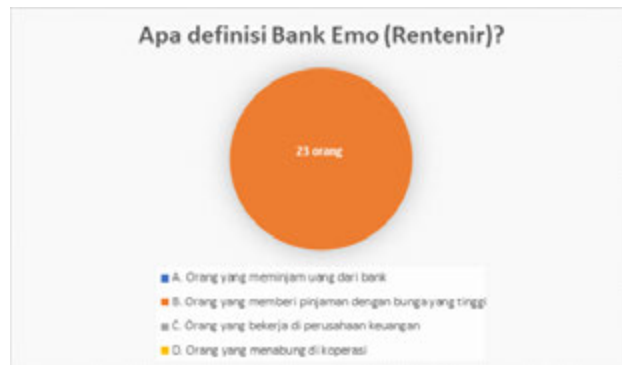 Apa definisi Bank Emo (Rentenir)?
23 orang
A. Orang yang meminjam uang dari bank
B. Orang yang memberi pinjaman dengan bunga yang tinggi
C. Orang yang bekerja di perusahaan keuangan
D. Orang yang menabung di koperasi